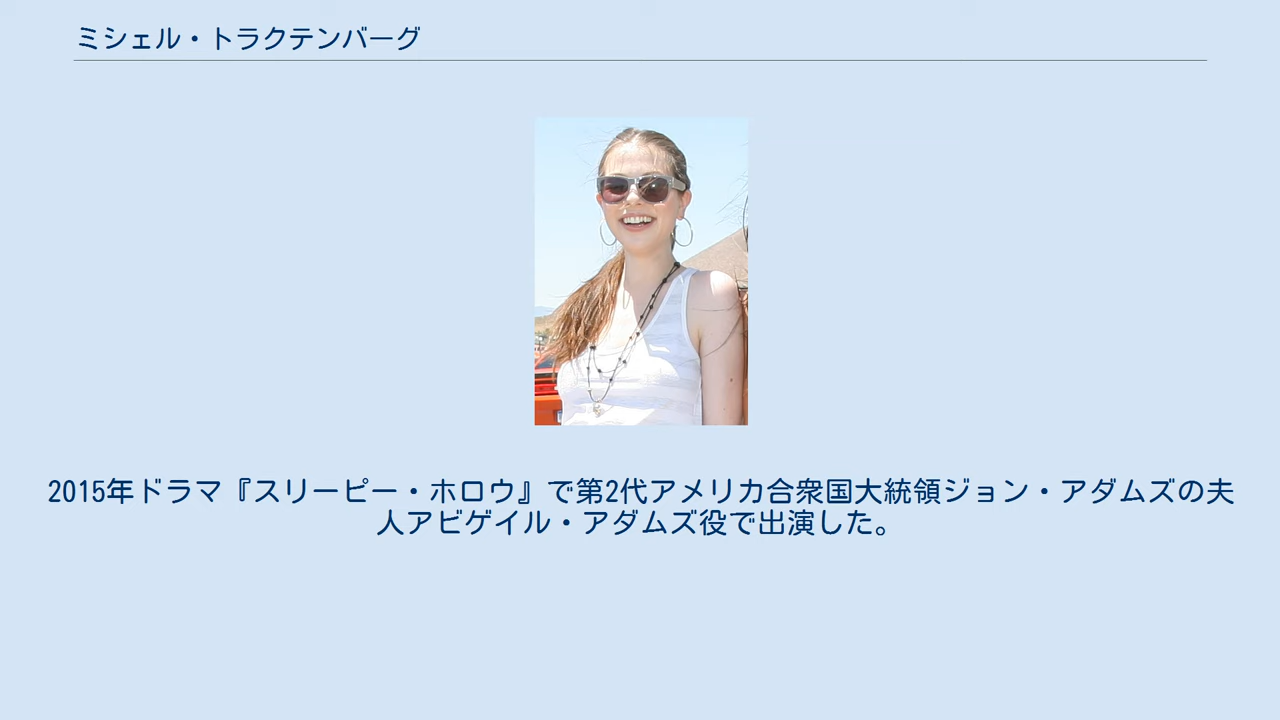 ミシェル・トラクテンバーグ
2015年ドラマ『スリーピー・ホロウ』で第2代アメリカ合衆国大統領ジョン・アダムズの夫
人アビゲイル・アダムズ役で出演した。